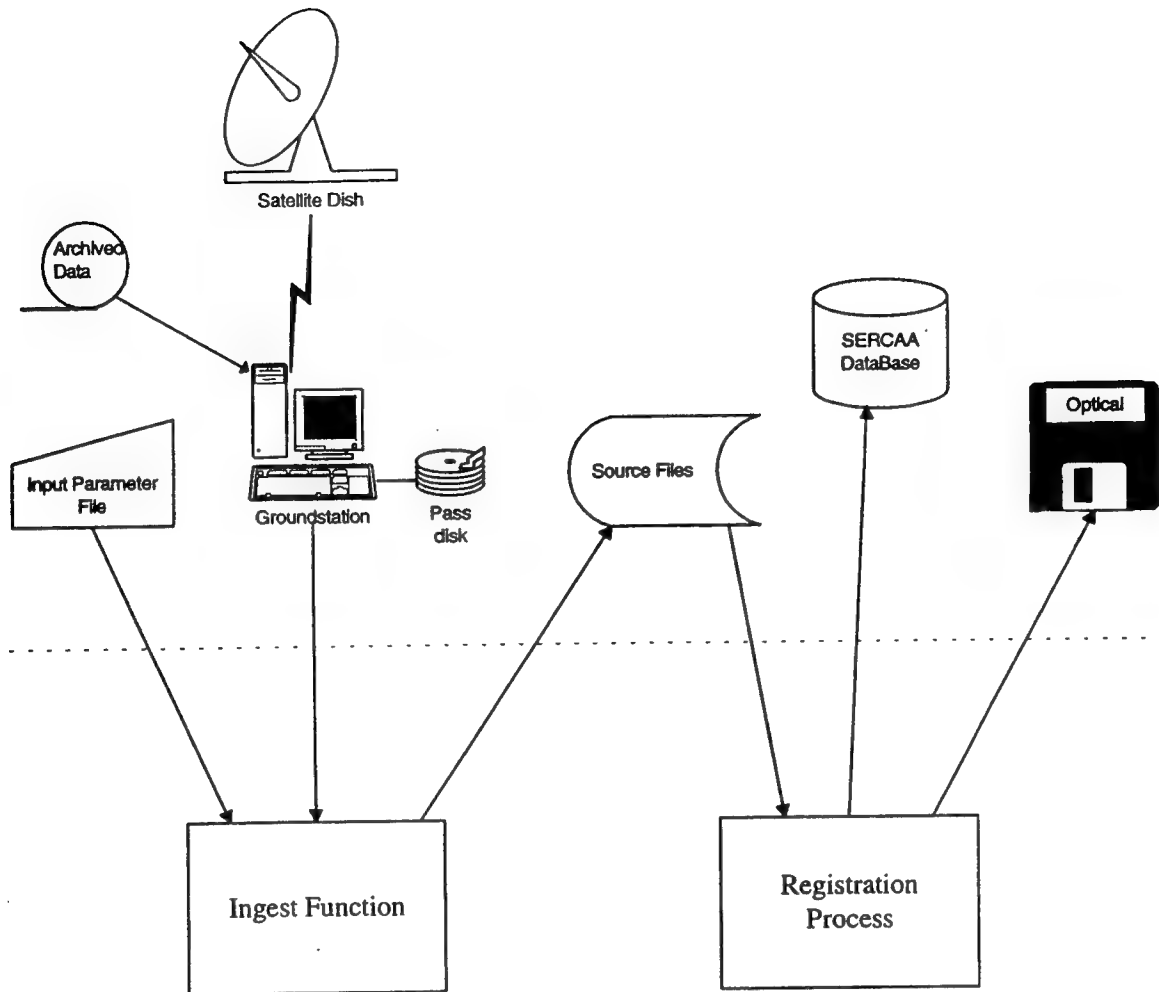 Satellite Dish
Archived
Data
SERCAA
DataBase
Optical
Input Parameter
File
Groundstation
Pass
disk
Source Files
Ingest Function
Registration
Process